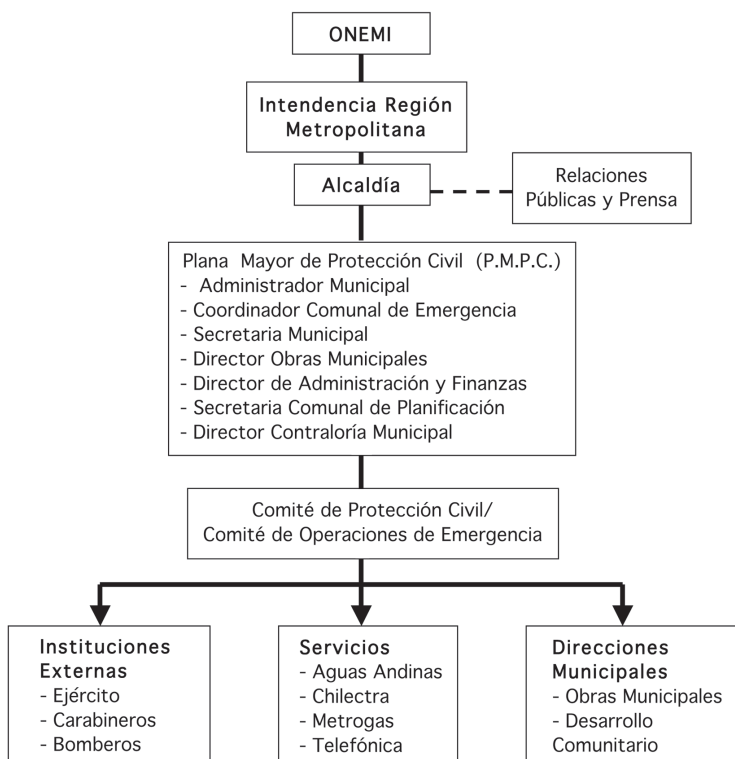 ONEMI
Intendencia Región
Metropolitana
Alcaldía
Relaciones
Públicas y Prensa
Plana Mayor de Protección Civil (P.M.P.C.)
- Administrador Municipal
- Coordinador Comunal de Emergencia
- Secretaria Municipal
- Director Obras Municipales
- Director de Administración y Finanzas
- Secretaria Comunal de Planificación
- Director Contraloría Municipal
Comité de Protección Civil/
Comité de Operaciones de Emergencia
Instituciones
Externas
- Ejército
- Carabineros
- Bomberos
Servicios
- Aguas Andinas
- Chilectra
- Metrogas
- Telefónica
Direcciones
Municipales
- Obras Municipales
- Desarrollo
Comunitario